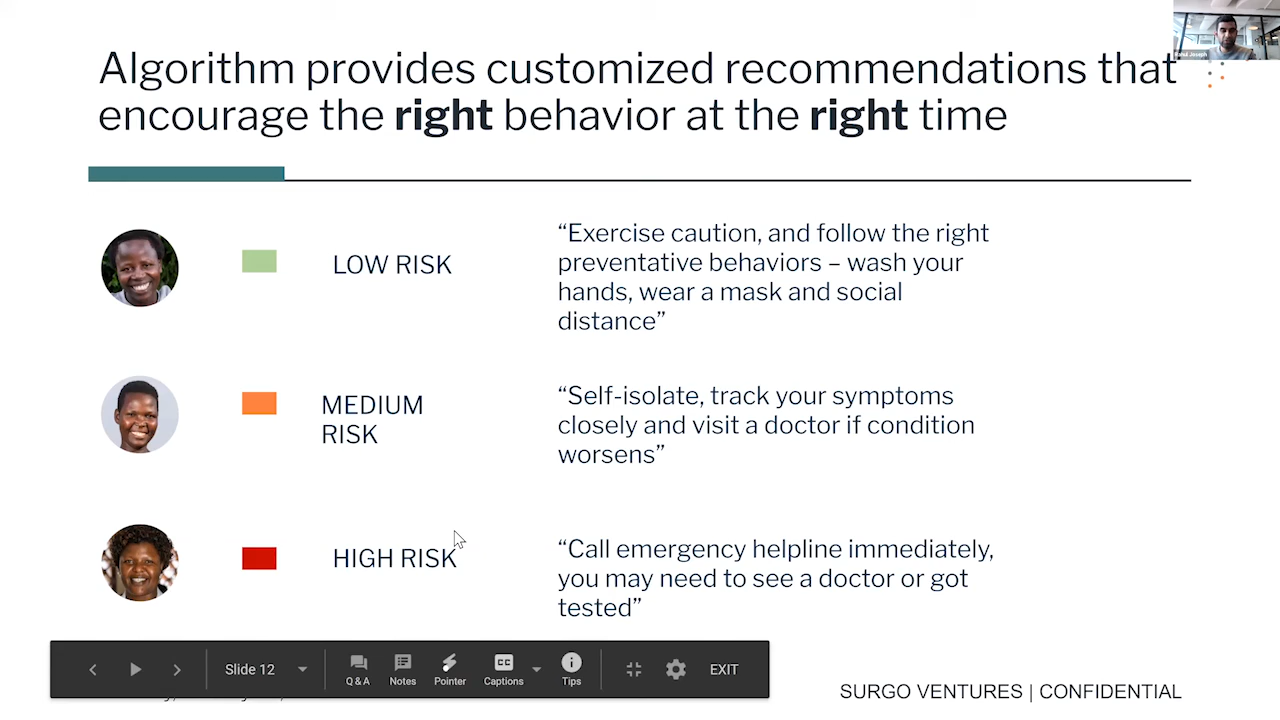 Algorithm provides customized recommendations that
encourage the right behavior at the right time
LOW RISK
“Exercise caution, and follow the right
preventative behaviors – wash your
hands, wear a mask and social
distance”
MEDIUM
RISK
“Self-isolate, track your symptoms
closely and visit a doctor if condition
worsens”
HIGH RISK
“Call emergency helpline immediately,
you may need to see a doctor or got
tested”
Slide 12
Q & A
Notes
Pointer
CC
Captions
Tips
EXIT
SURGO VENTURES | CONFIDENTIAL